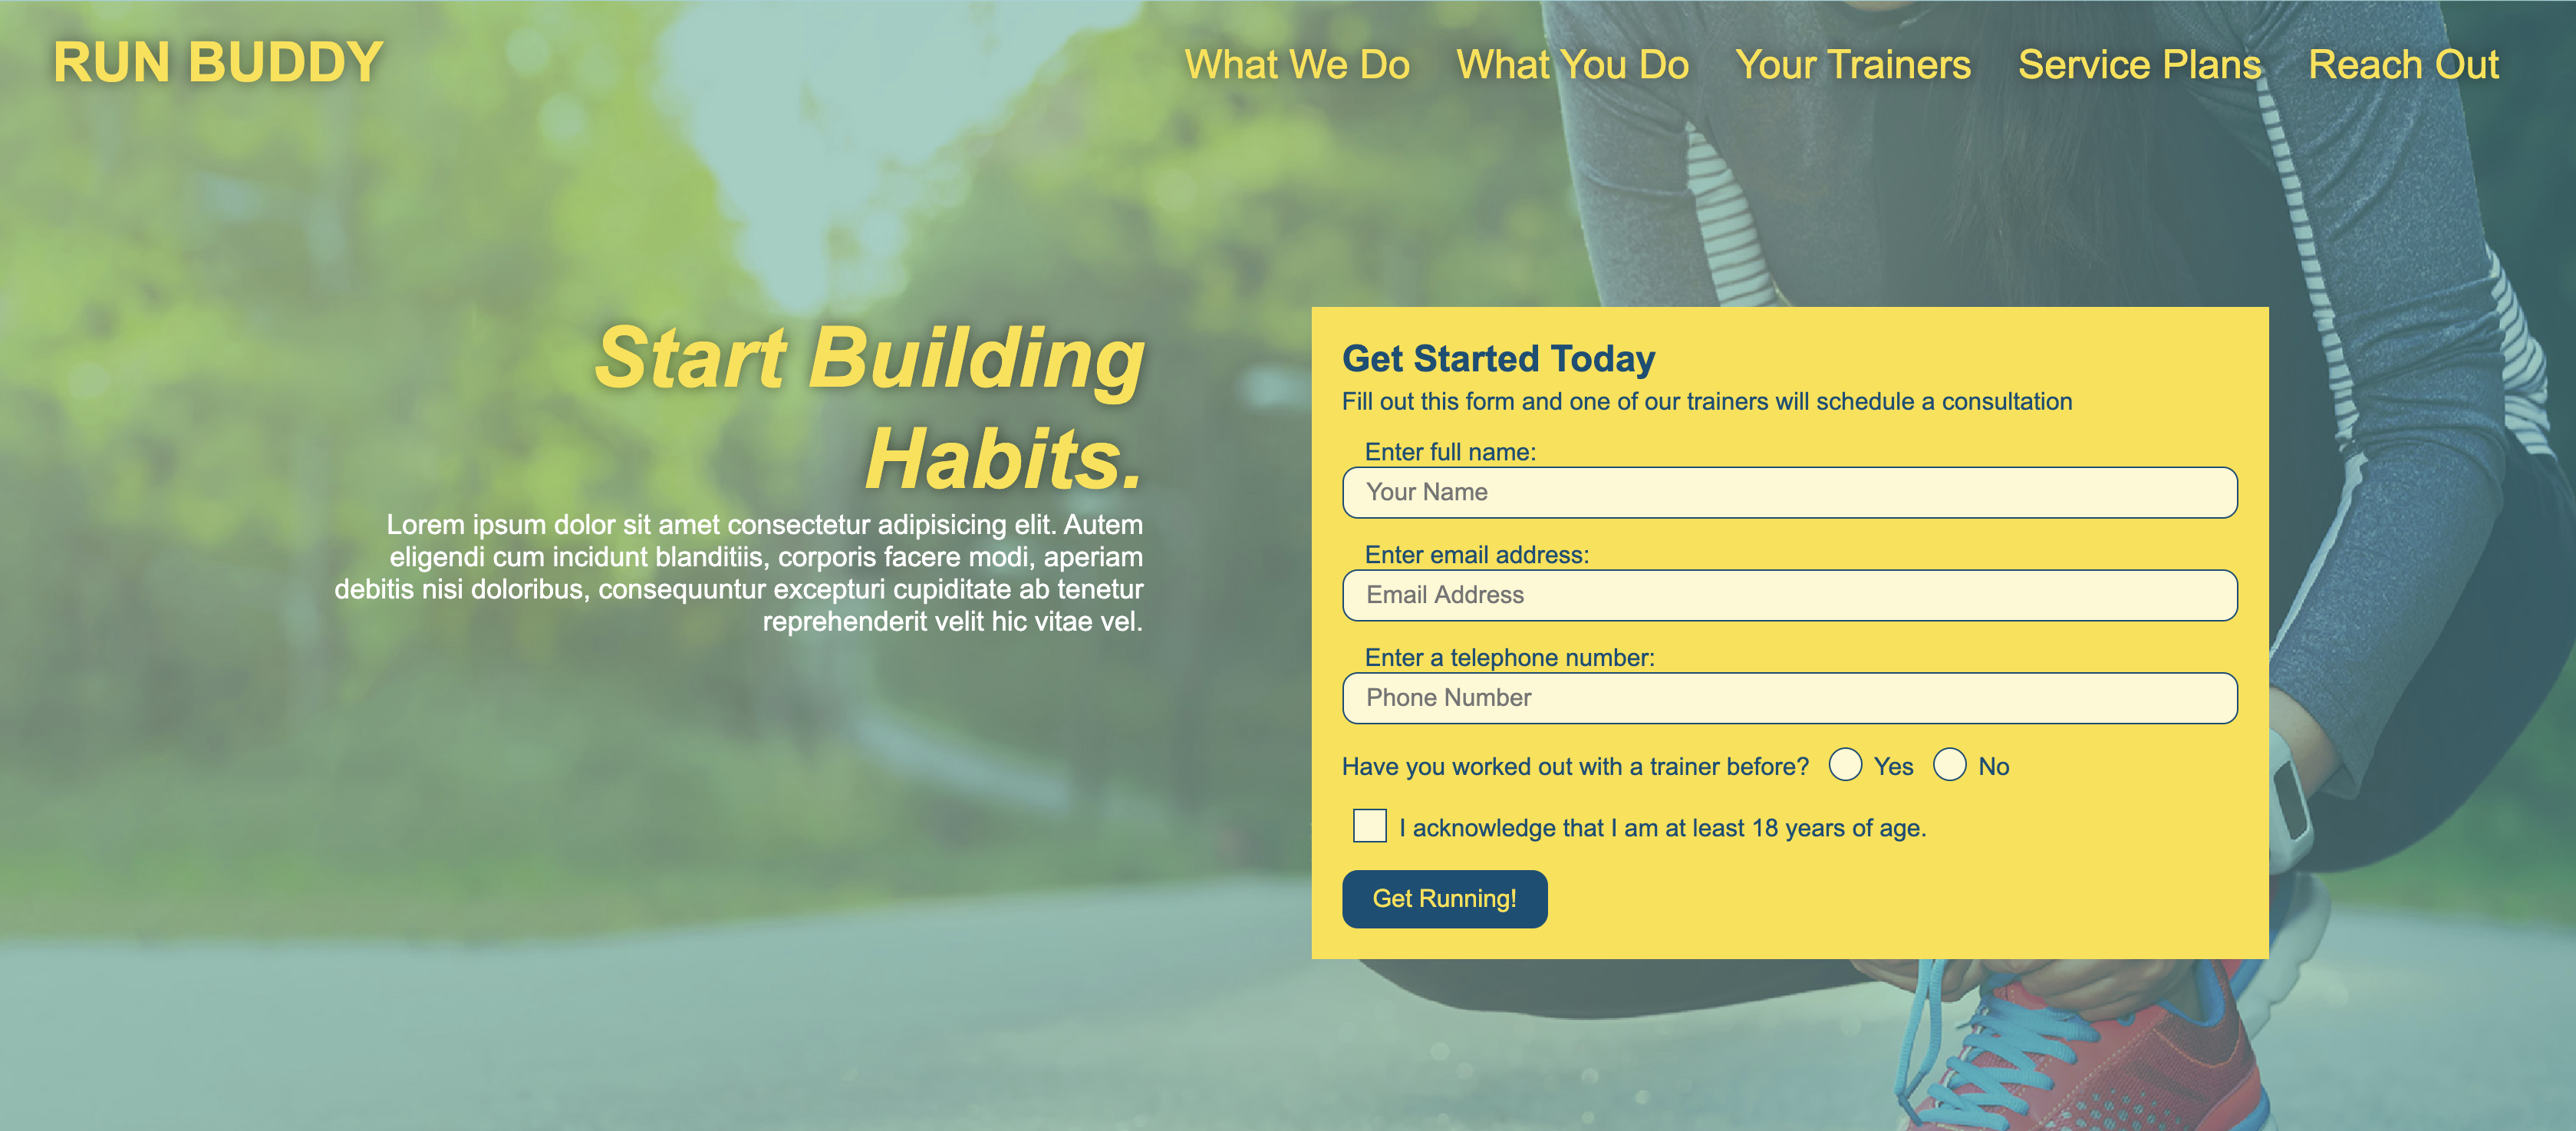 RUN BUDDY
What We Do What You Do Your Trainers Service Plans Reach Out
Start Building
Habits.
Lorem ipsum dolor sit amet consectetur adipisicing elit. Autem
eligendi cum incidunt blanditiis, corporis facere modi, aperiam
debitis nisi doloribus, consequuntur excepturi cupiditate ab tenetur
reprehenderit velit hic vitae vel.
Get Started Today
Fill out this form and one of our trainers will schedule a consultation
Enter full name:
Your Name
Enter email address:
Email Address
Enter a telephone number:
Phone Number
Have you worked out with a trainer before? Yes No
I acknowledge that I am at least 18 years of age.
Get Running!